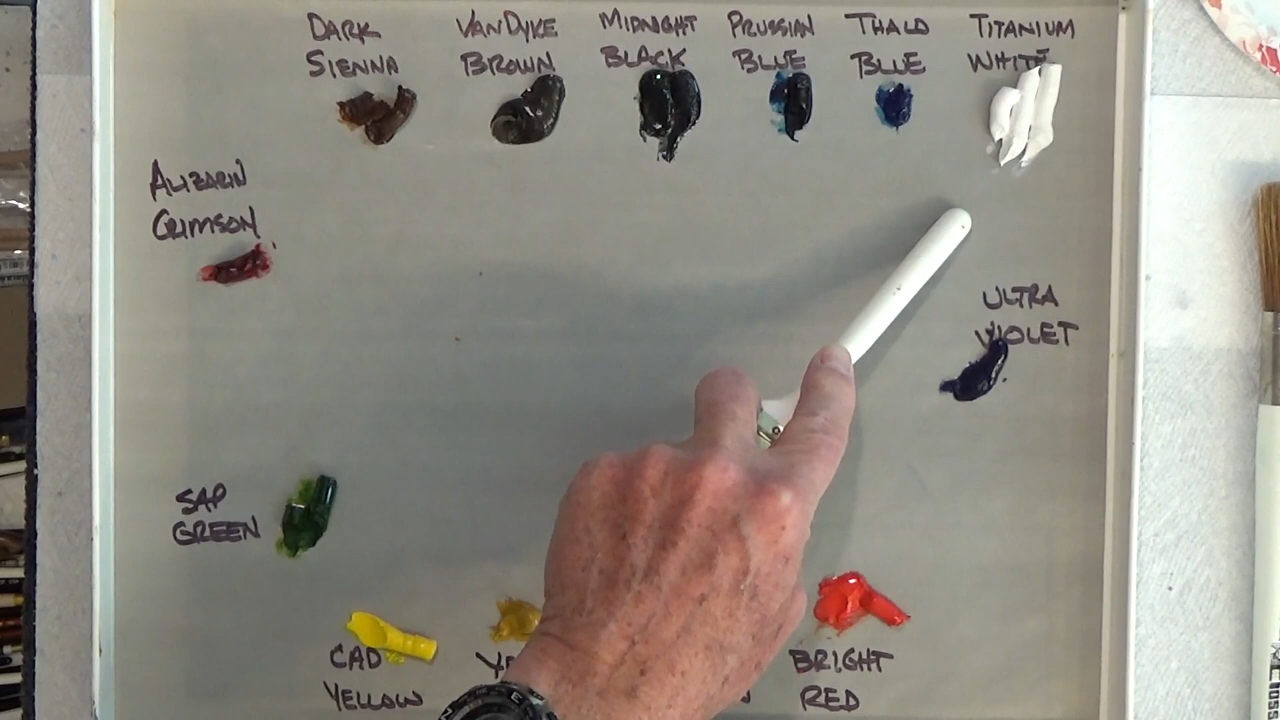 DARK
SIENNA
VANDYKE
BROWN
MIDNIGHT
BLACK
PRUSSIAN
BLUE
THALO
BLUE
TITANIUM
WHITE
ALIZARIN
CRIMSON
ULTRA
VIOLET
SAP
GREEN
CAD
YELLOW
BRIGHT
RED